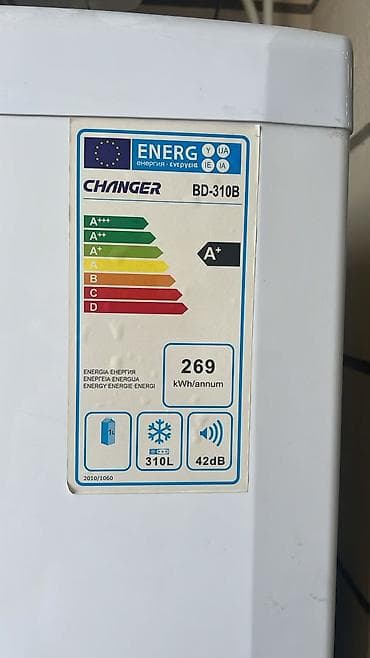 ENERG Y UA IE IA
енергия · ενεργεια
CHANGER BD-310B
A+++
A++
A+
A
B
C
D
A+
ENERGIA ЕНЕРГИЯ
ΕΝΕΡΓΕΙΑ ENERGIJA
ENERGY ENERGIE ENERGI
269
kWh/annum
310L
42dB
2010/1060